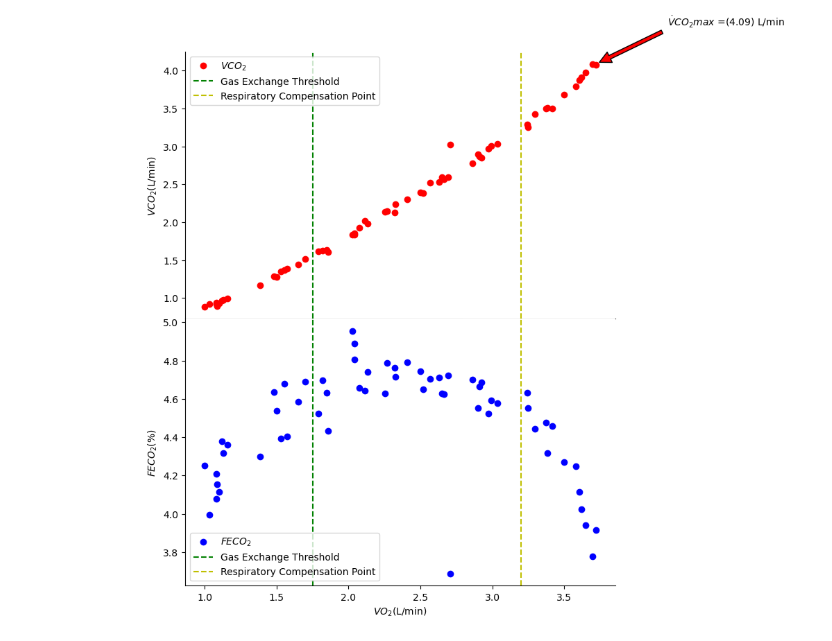 V̇CO₂max =(4.09) L/min
VCO₂
Gas Exchange Threshold
Respiratory Compensation Point
4.0
3.5
3.0
2.5
2.0
1.5
1.0
VCO₂(L/min)
5.0
4.8
4.6
4.4
4.2
4.0
3.8
FECO₂(%)
FECO₂
Gas Exchange Threshold
Respiratory Compensation Point
1.0 1.5 2.0 2.5 3.0 3.5
VO₂(L/min)